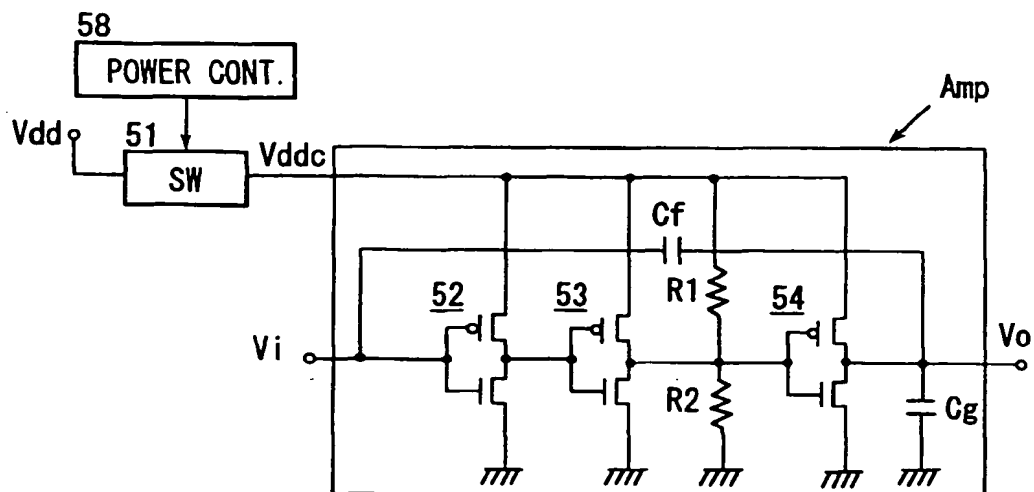 58
POWER CONT.
Amp
Vdd
51
SW
Vddc
Cf
52
53
R1
54
Vi
Vo
R2
Cg